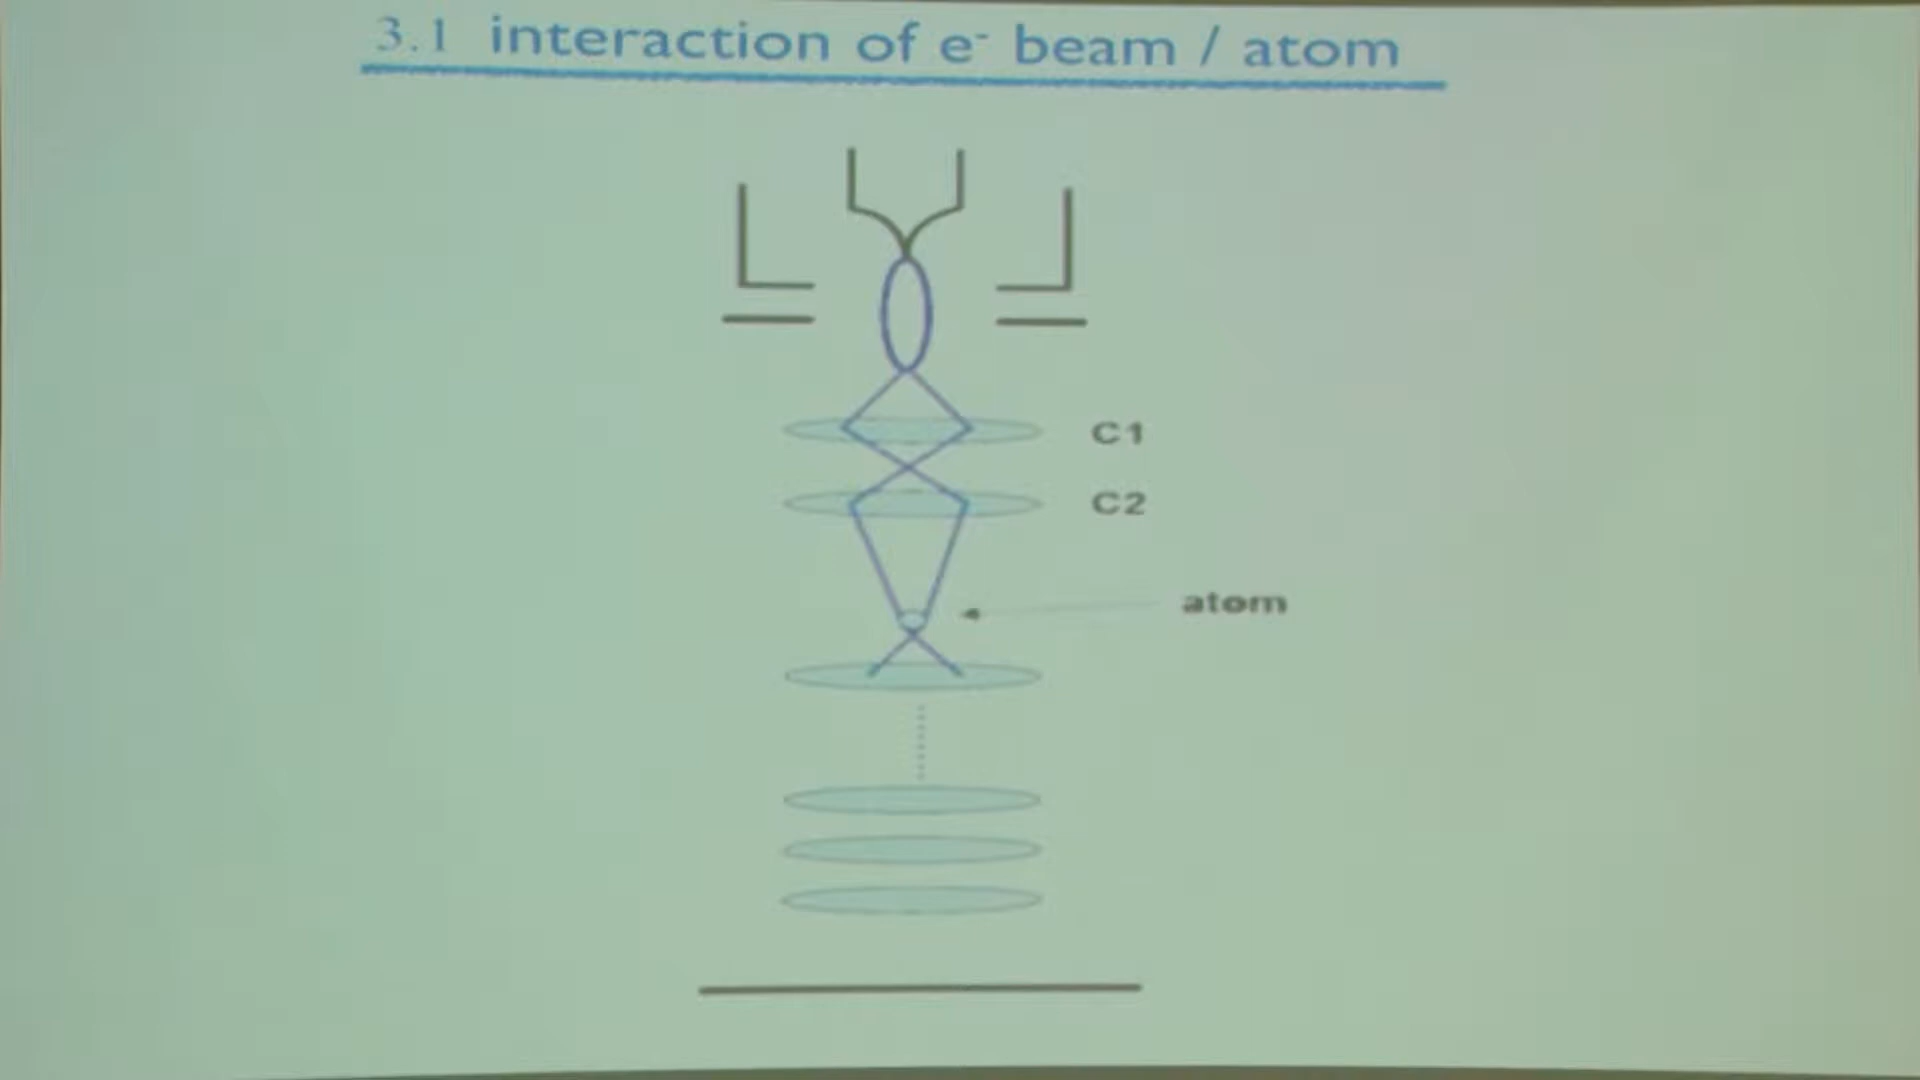 3.1 interaction of e⁻ beam / atom
C1
C2
atom